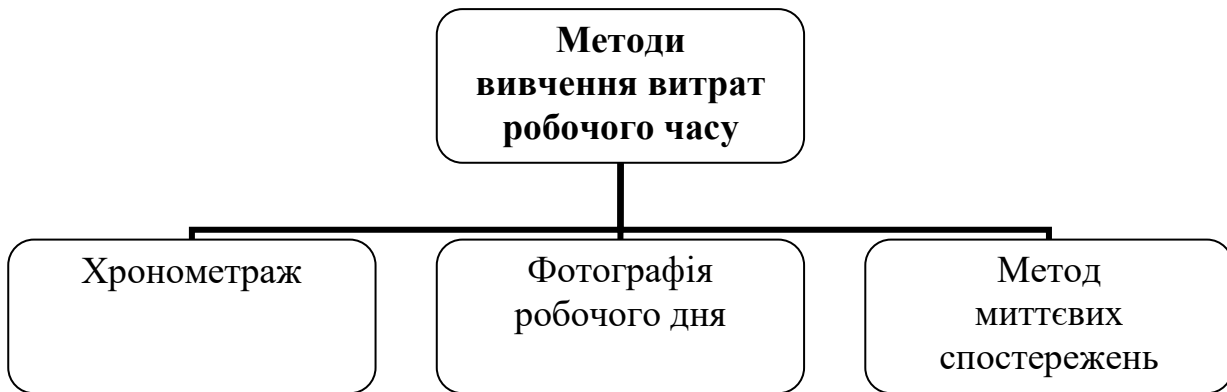 Методи
вивчення витрат
робочого часу
Хронометраж
Фотографія
робочого дня
Метод
миттєвих
спостережень